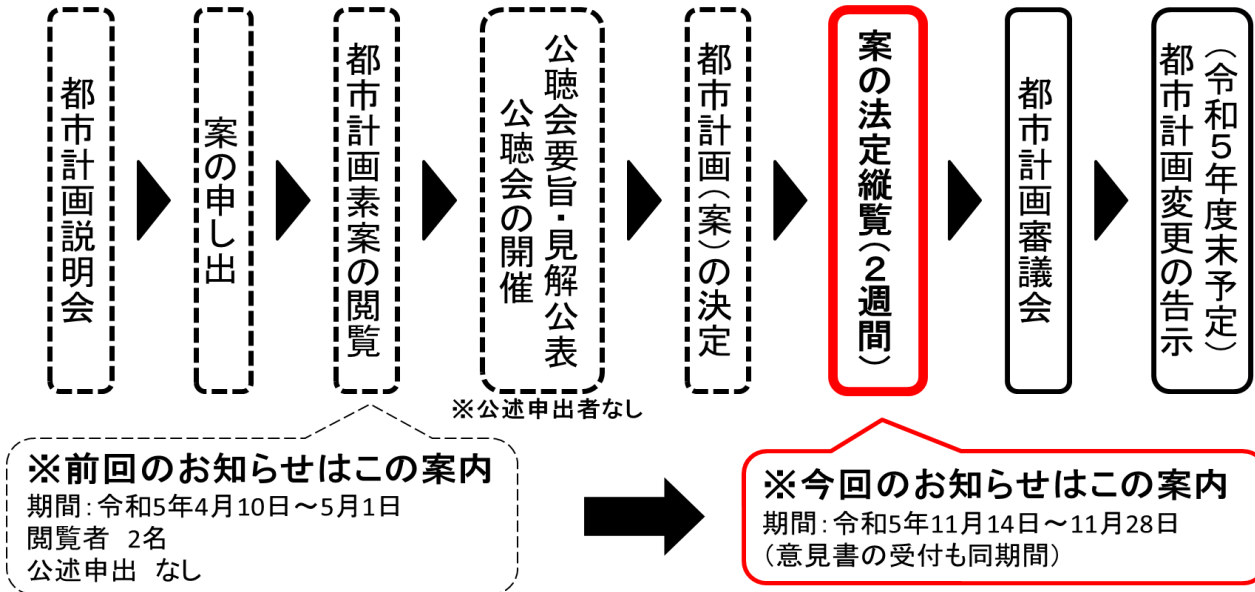 都市計画説明会
案の申し出
都市計画素案の閲覧
公聴会要旨・見解公表
公聴会の開催
都市計画(案)の決定
案の法定縦覧(2週間)
都市計画審議会
(令和5年度末予定)
都市計画変更の告示
※公述申出者なし
※前回のお知らせはこの案内
期間:令和5年4月10日～5月1日
閲覧者 2名
公述申出 なし
※今回のお知らせはこの案内
期間:令和5年11月14日～11月28日
(意見書の受付も同期間)